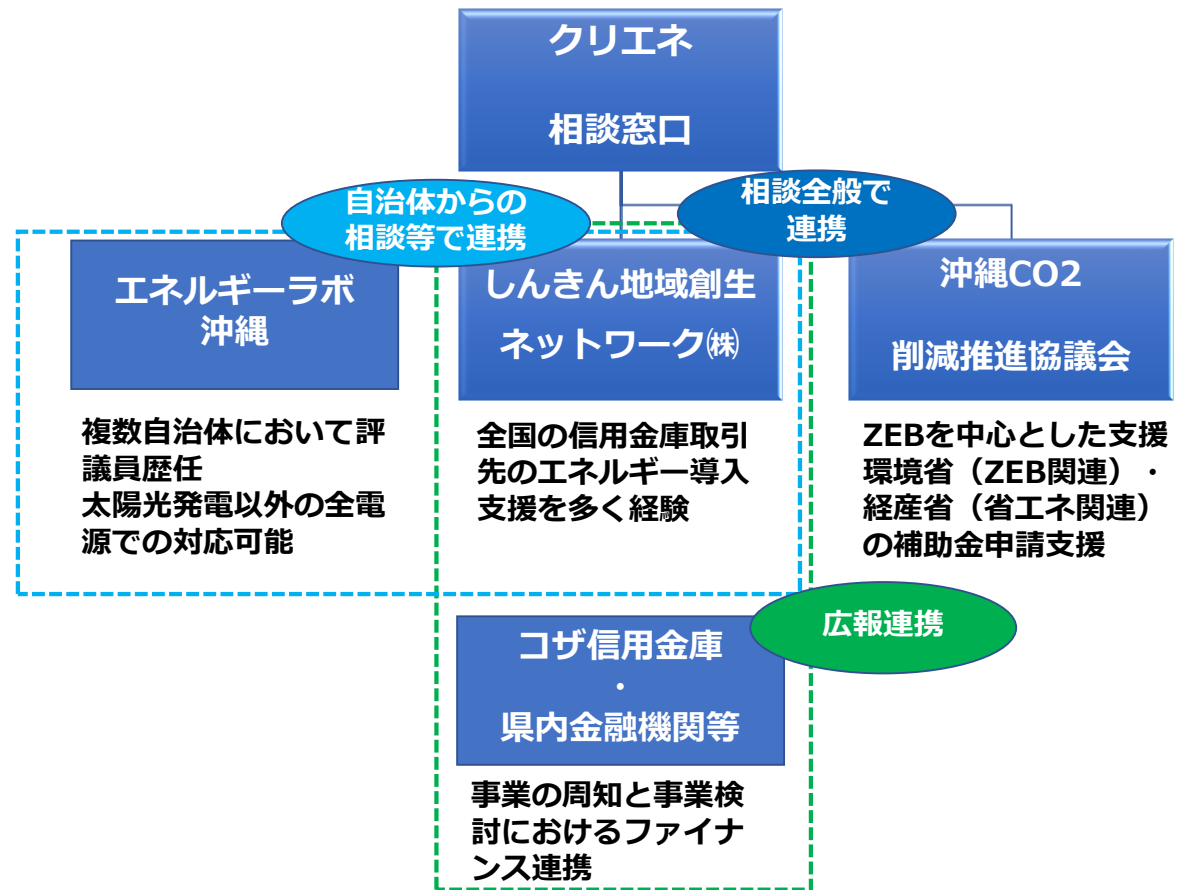 クリエネ
相談窓口
自治体からの
相談等で連携
相談全般で
連携
エネルギーラボ
沖縄
しんきん地域創生
ネットワーク㈱
沖縄CO2
削減推進協議会
複数自治体において評
議員歴任
太陽光発電以外の全電
源での対応可能
全国の信用金庫取引
先のエネルギー導入
支援を多く経験
ZEBを中心とした支援
環境省（ZEB関連）・
経産省（省エネ関連）
の補助金申請支援
広報連携
コザ信用金庫
・
県内金融機関等
事業の周知と事業検
討におけるファイナ
ンス連携